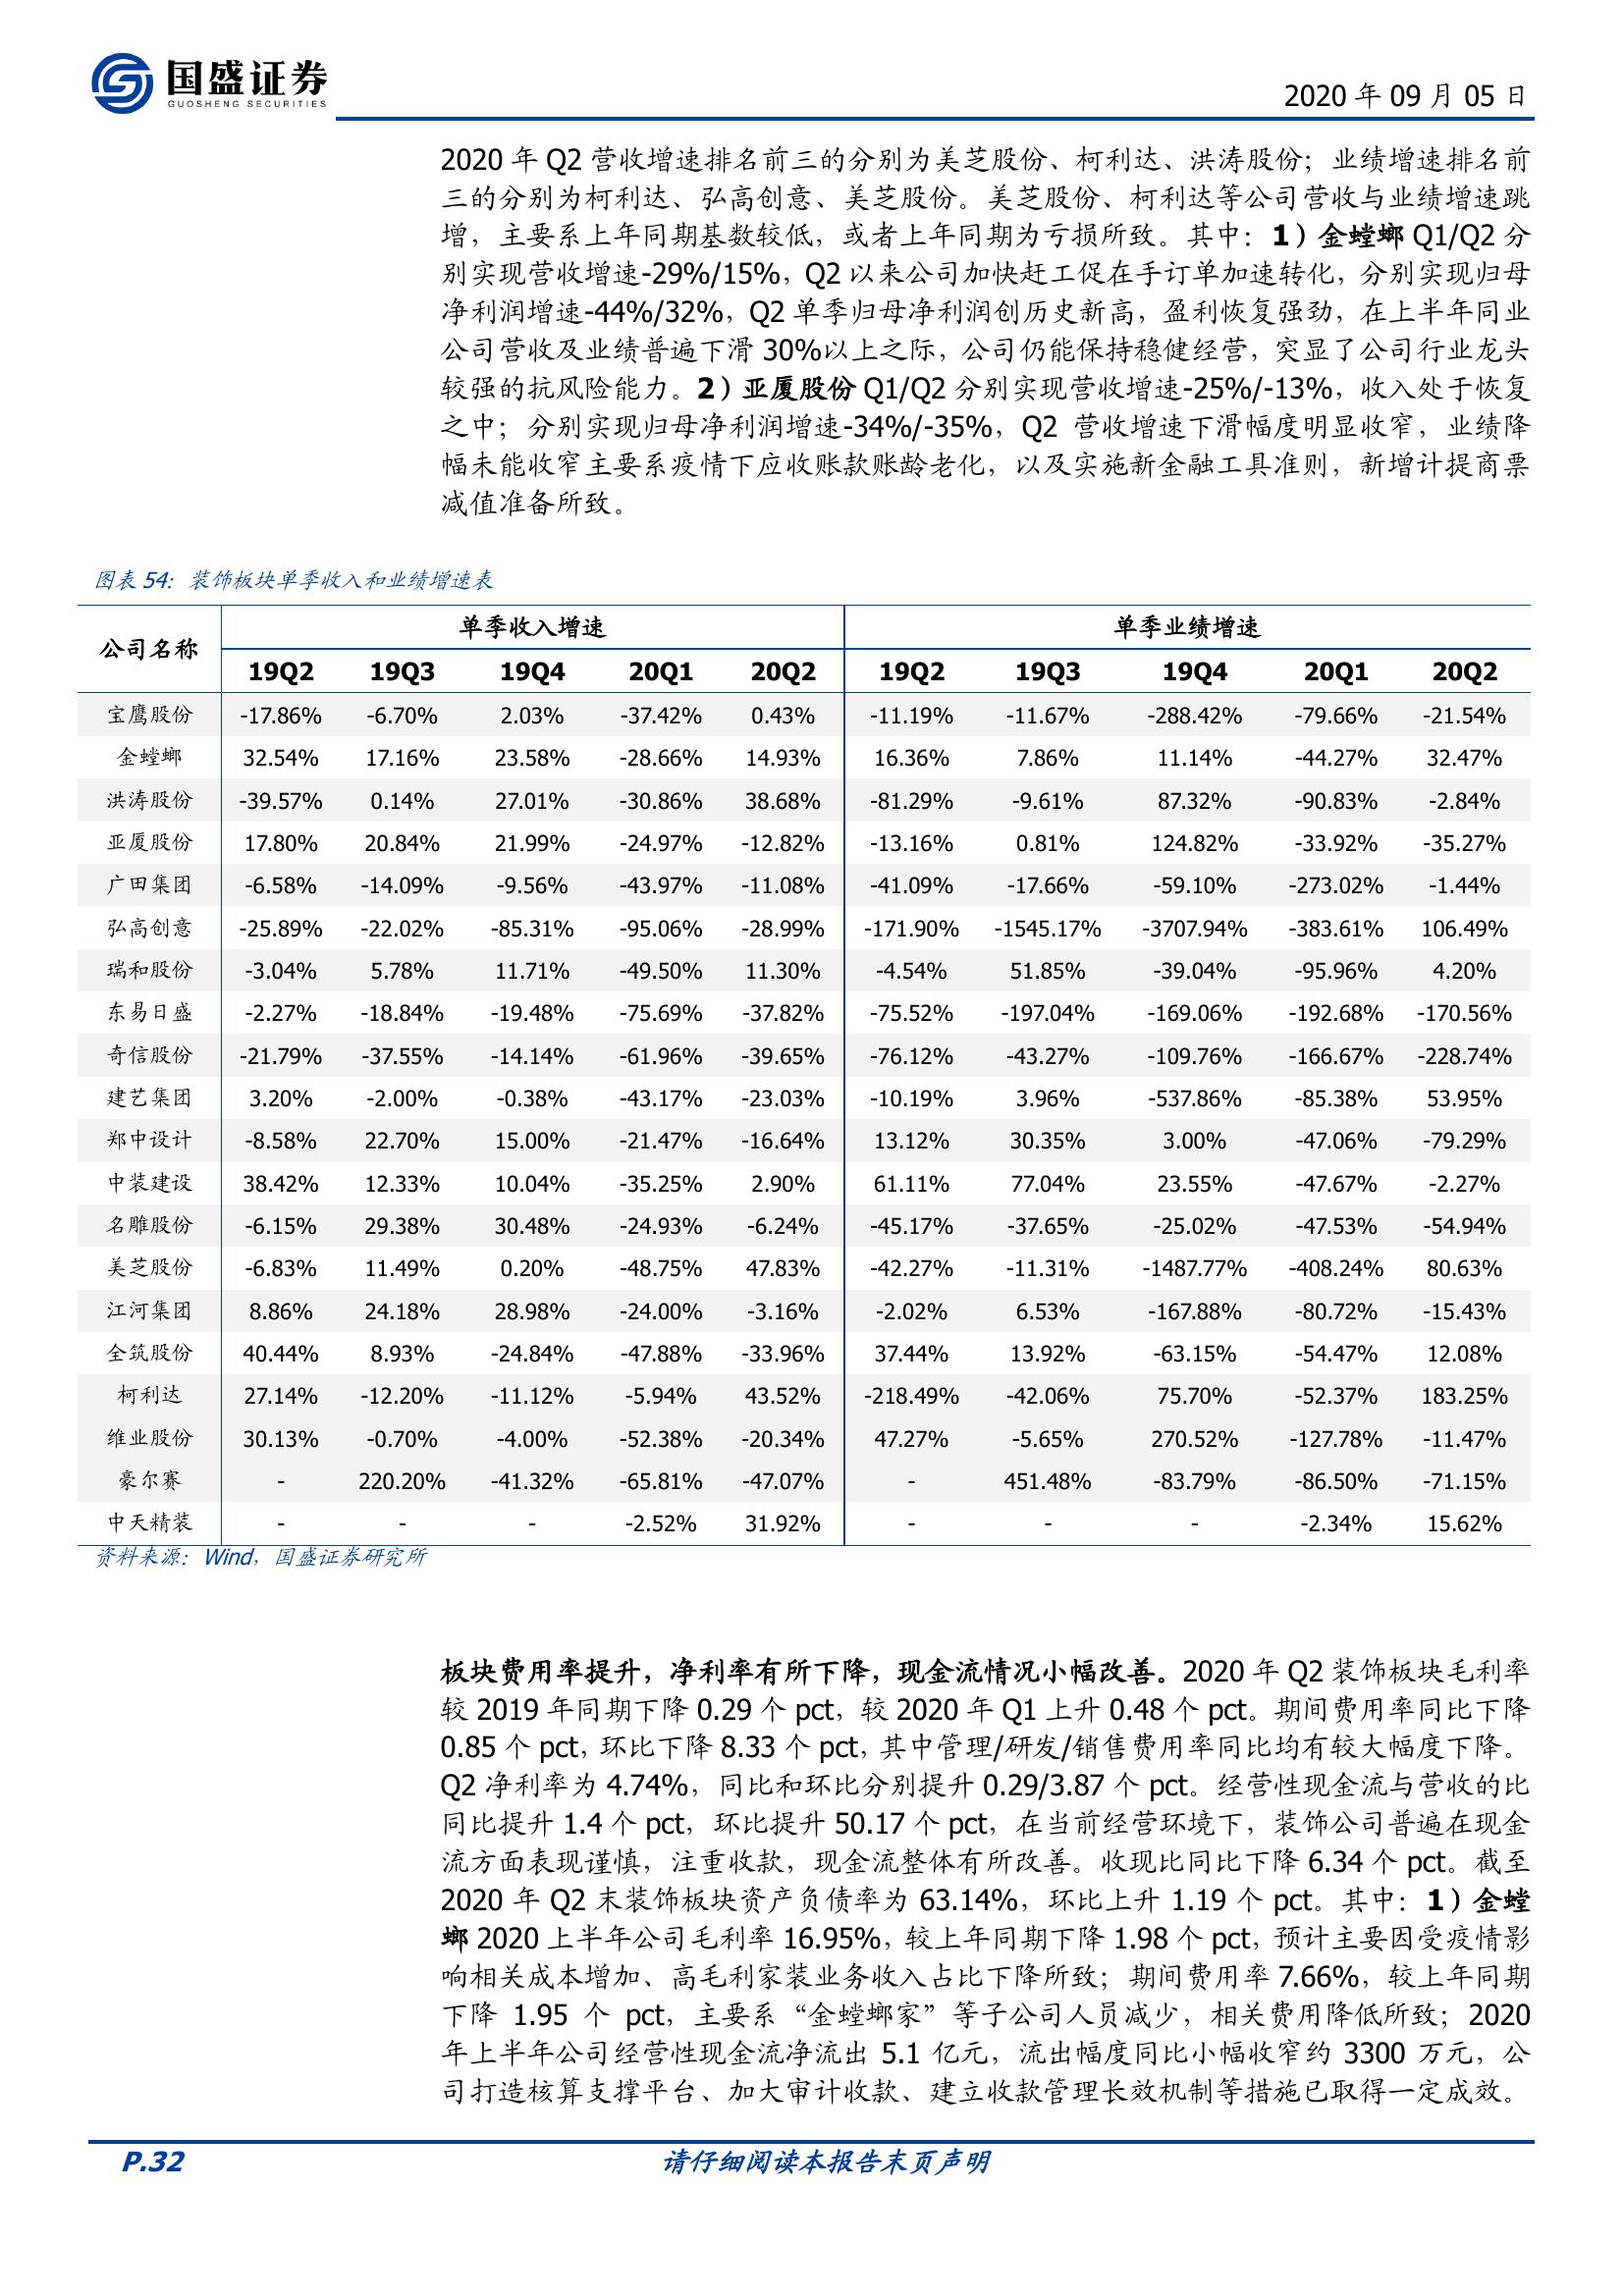 国盛证券
GUOSHENG SECURITIES
2020 年 09 月 05 日
2020 年 Q2 营收增速排名前三的分别为美芝股份、柯利达、洪涛股份；业绩增速排名前
三的分别为柯利达、弘高创意、美芝股份。美芝股份、柯利达等公司营收与业绩增速跳
增，主要系上年同期基数较低，或者上年同期为亏损所致。其中：1）金螳螂 Q1/Q2 分
别实现营收增速-29%/15%，Q2 以来公司加快赶工促在手订单加速转化，分别实现归母
净利润增速-44%/32%，Q2 单季归母净利润创历史新高，盈利恢复强劲，在上半年同业
公司营收及业绩普遍下滑 30%以上之际，公司仍能保持稳健经营，突显了公司行业龙头
较强的抗风险能力。2）亚厦股份 Q1/Q2 分别实现营收增速-25%/-13%，收入处于恢复
之中；分别实现归母净利润增速-34%/-35%，Q2 营收增速下滑幅度明显收窄，业绩降
幅未能收窄主要系疫情下应收账款账龄老化，以及实施新金融工具准则，新增计提商票
减值准备所致。
图表 54：装饰板块单季收入和业绩增速表
公司名称 单季收入增速 单季业绩增速
19Q2 19Q3 19Q4 20Q1 20Q2 19Q2 19Q3 19Q4 20Q1 20Q2
宝鹰股份 -17.86% -6.70% 2.03% -37.42% 0.43% -11.19% -11.67% -288.42% -79.66% -21.54%
金螳螂 32.54% 17.16% 23.58% -28.66% 14.93% 16.36% 7.86% 11.14% -44.27% 32.47%
洪涛股份 -39.57% 0.14% 27.01% -30.86% 38.68% -81.29% -9.61% 87.32% -90.83% -2.84%
亚厦股份 17.80% 20.84% 21.99% -24.97% -12.82% -13.16% 0.81% 124.82% -33.92% -35.27%
广田集团 -6.58% -14.09% -9.56% -43.97% -11.08% -41.09% -17.66% -59.10% -273.02% -1.44%
弘高创意 -25.89% -22.02% -85.31% -95.06% -28.99% -171.90% -1545.17% -3707.94% -383.61% 106.49%
瑞和股份 -3.04% 5.78% 11.71% -49.50% 11.30% -4.54% 51.85% -39.04% -95.96% 4.20%
东易日盛 -2.27% -18.84% -19.48% -75.69% -37.82% -75.52% -197.04% -169.06% -192.68% -170.56%
奇信股份 -21.79% -37.55% -14.14% -61.96% -39.65% -76.12% -43.27% -109.76% -166.67% -228.74%
建艺集团 3.20% -2.00% -0.38% -43.17% -23.03% -10.19% 3.96% -537.86% -85.38% 53.95%
郑中设计 -8.58% 22.70% 15.00% -21.47% -16.64% 13.12% 30.35% 3.00% -47.06% -79.29%
中装建设 38.42% 12.33% 10.04% -35.25% 2.90% 61.11% 77.04% 23.55% -47.67% -2.27%
名雕股份 -6.15% 29.38% 30.48% -24.93% -6.24% -45.17% -37.65% -25.02% -47.53% -54.94%
美芝股份 -6.83% 11.49% 0.20% -48.75% 47.83% -42.27% -11.31% -1487.77% -408.24% 80.63%
江河集团 8.86% 24.18% 28.98% -24.00% -3.16% -2.02% 6.53% -167.88% -80.72% -15.43%
全筑股份 40.44% 8.93% -24.84% -47.88% -33.96% 37.44% 13.92% -63.15% -54.47% 12.08%
柯利达 27.14% -12.20% -11.12% -5.94% 43.52% -218.49% -42.06% 75.70% -52.37% 183.25%
维业股份 30.13% -0.70% -4.00% -52.38% -20.34% 47.27% -5.65% 270.52% -127.78% -11.47%
豪尔赛 - 220.20% -41.32% -65.81% -47.07% - 451.48% -83.79% -86.50% -71.15%
中天精装 - - - -2.52% 31.92% - - - -2.34% 15.62%
资料来源：Wind，国盛证券研究所
板块费用率提升，净利率有所下降，现金流情况小幅改善。2020 年 Q2 装饰板块毛利率
较 2019 年同期下降 0.29 个 pct，较 2020 年 Q1 上升 0.48 个 pct。期间费用率同比下降
0.85 个 pct，环比下降 8.33 个 pct，其中管理/研发/销售费用率同比均有较大幅度下降。
Q2 净利率为 4.74%，同比和环比分别提升 0.29/3.87 个 pct。经营性现金流与营收的比
同比提升 1.4 个 pct，环比提升 50.17 个 pct，在当前经营环境下，装饰公司普遍在现金
流方面表现谨慎，注重收款，现金流整体有所改善。收现比同比下降 6.34 个 pct。截至
2020 年 Q2 末装饰板块资产负债率为 63.14%，环比上升 1.19 个 pct。其中：1）金螳
螂 2020 上半年公司毛利率 16.95%，较上年同期下降 1.98 个 pct，预计主要因受疫情影
响相关成本增加、高毛利家装业务收入占比下降所致；期间费用率 7.66%，较上年同期
下降 1.95 个 pct，主要系“金螳螂家”等子公司人员减少，相关费用降低所致；2020
年上半年公司经营性现金流净流出 5.1 亿元，流出幅度同比小幅收窄约 3300 万元，公
司打造核算支撑平台、加大审计收款、建立收款管理长效机制等措施已取得一定成效。
P.32 请仔细阅读本报告末页声明